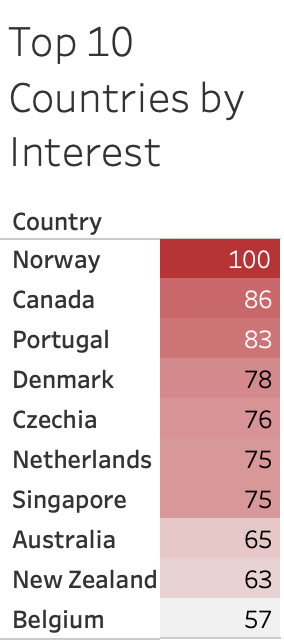 Top 10
Countries by
Interest
Country
Norway 100
Canada 86
Portugal 83
Denmark 78
Czechia 76
Netherlands 75
Singapore 75
Australia 65
New Zealand 63
Belgium 57